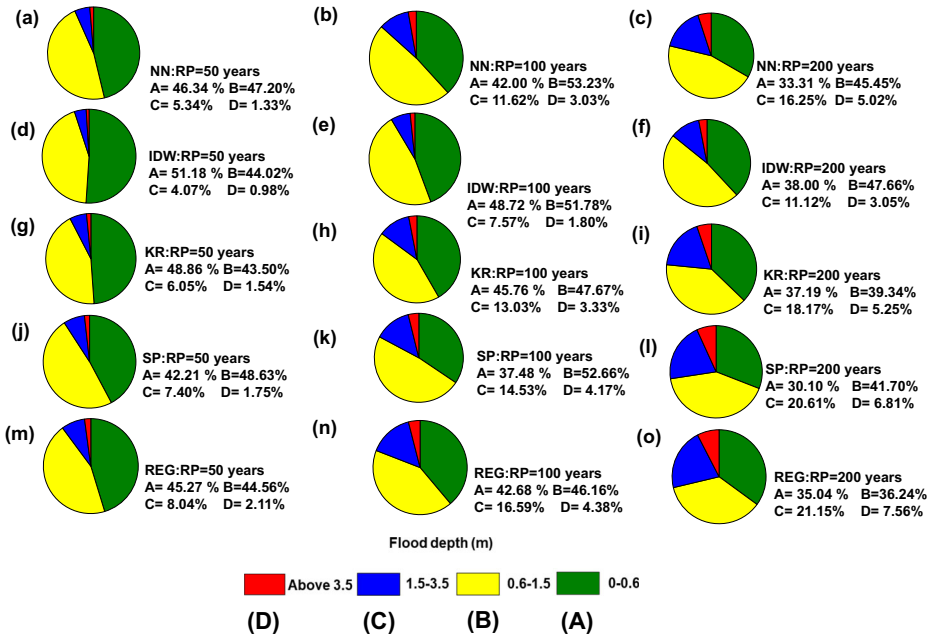 (a)
NN:RP=50 years
A= 46.34 % B=47.20%
C= 5.34% D= 1.33%
(b)
NN:RP=100 years
A= 42.00 % B=53.23%
C= 11.62% D= 3.03%
(c)
NN:RP=200 years
A= 33.31 % B=45.45%
C= 16.25% D= 5.02%
(d)
IDW:RP=50 years
A= 51.18 % B=44.02%
C= 4.07% D= 0.98%
(e)
IDW:RP=100 years
A= 48.72 % B=51.78%
C= 7.57% D= 1.80%
(f)
IDW:RP=200 years
A= 38.00 % B=47.66%
C= 11.12% D= 3.05%
(g)
KR:RP=50 years
A= 48.86 % B=43.50%
C= 6.05% D= 1.54%
(h)
KR:RP=100 years
A= 45.76 % B=47.67%
C= 13.03% D= 3.33%
(i)
KR:RP=200 years
A= 37.19 % B=39.34%
C= 18.17% D= 5.25%
(j)
SP:RP=50 years
A= 42.21 % B=48.63%
C= 7.40% D= 1.75%
(k)
SP:RP=100 years
A= 37.48 % B=52.66%
C= 14.53% D= 4.17%
(l)
SP:RP=200 years
A= 30.10 % B=41.70%
C= 20.61% D= 6.81%
(m)
REG:RP=50 years
A= 45.27 % B=44.56%
C= 8.04% D= 2.11%
(n)
REG:RP=100 years
A= 42.68 % B=46.16%
C= 16.59% D= 4.38%
(o)
REG:RP=200 years
A= 35.04 % B=36.24%
C= 21.15% D= 7.56%
Flood depth (m)
Above 3.5 1.5-3.5 0.6-1.5 0-0.6
(D) (C) (B) (A)